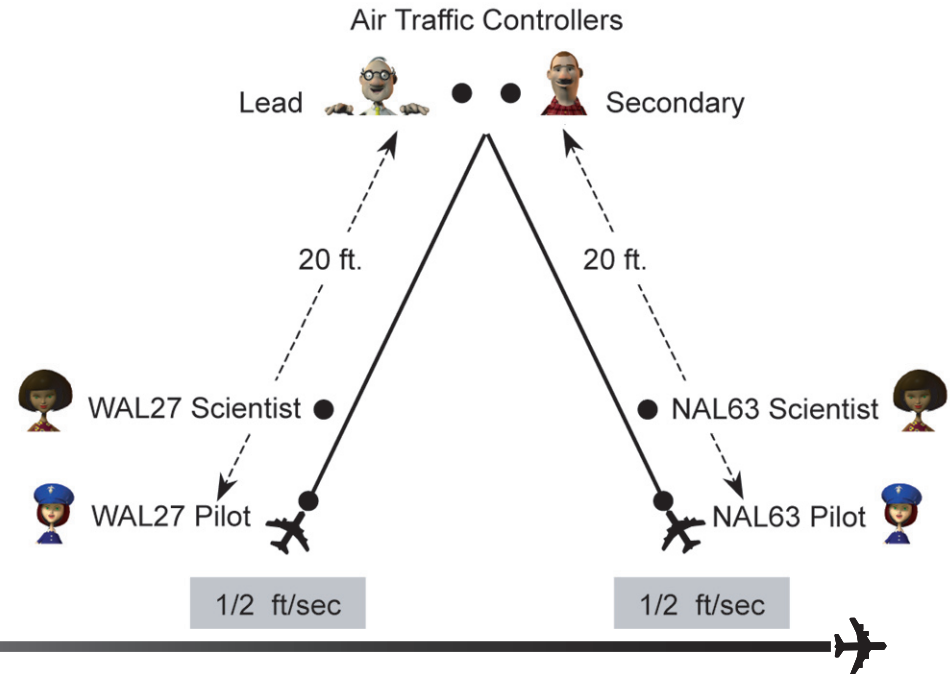 Air Traffic Controllers
Lead
Secondary
20 ft.
20 ft.
WAL27 Scientist
NAL63 Scientist
WAL27 Pilot
NAL63 Pilot
1/2 ft/sec
1/2 ft/sec